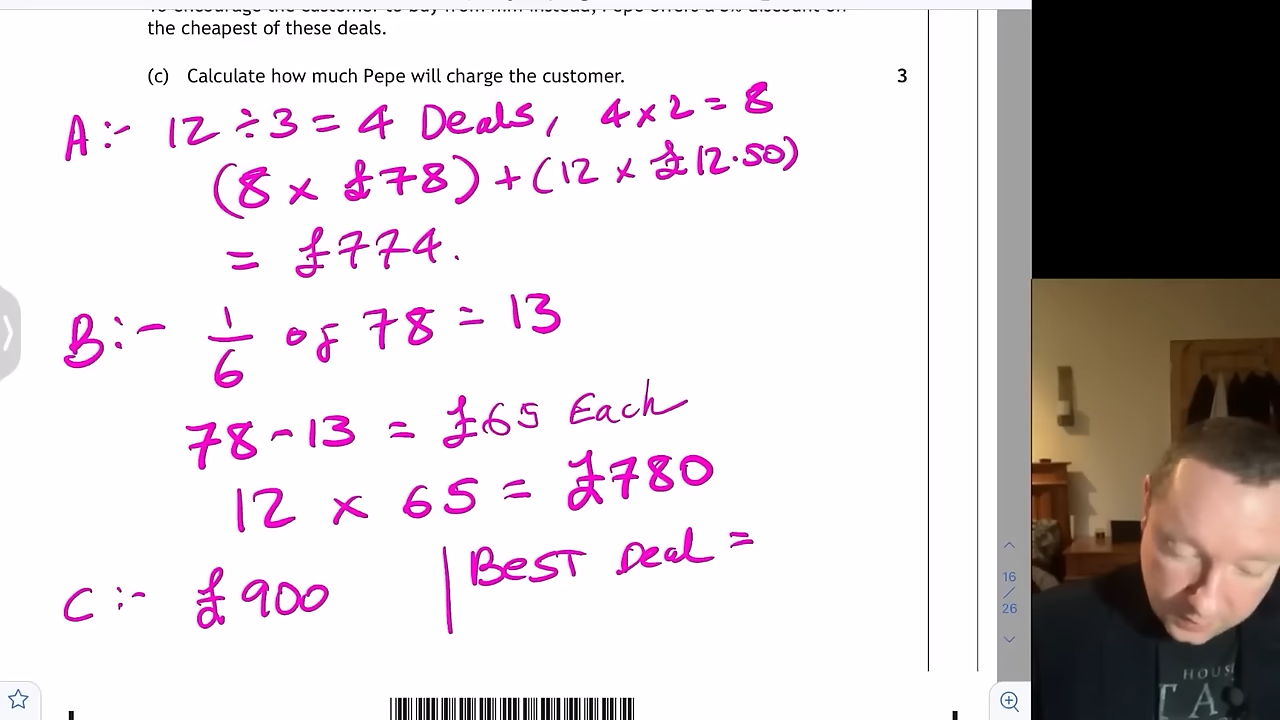 the cheapest of these deals.
(c) Calculate how much Pepe will charge the customer. 3
A:- 12 ÷ 3 = 4 Deals, 4 x 2 = 8
(8 x £78) + (12 x £12.50)
= £774.
B:- 1/6 of 78 = 13
78 - 13 = £65 Each
12 x 65 = £780
C:- £900 | BEST Deal =
16
/
26
HOUS
TA